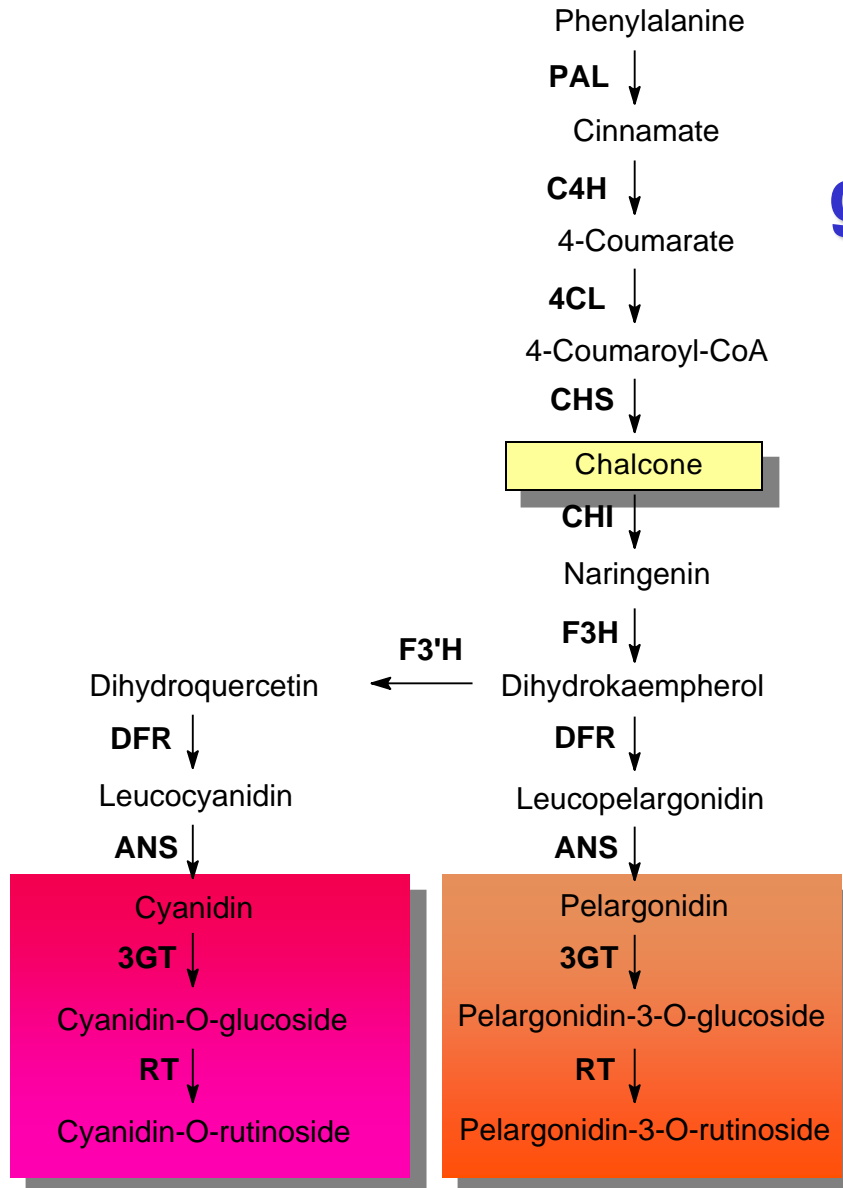 Phenylalanine
PAL
Cinnamate
C4H
4-Coumarate
4CL
4-Coumaroyl-CoA
CHS
Chalcone
CHI
Naringenin
F3H
F3'H
Dihydroquercetin
Dihydrokaempherol
DFR
DFR
Leucocyanidin
Leucopelargonidin
ANS
ANS
Cyanidin
Pelargonidin
3GT
3GT
Cyanidin-O-glucoside
Pelargonidin-3-O-glucoside
RT
RT
Cyanidin-O-rutinoside
Pelargonidin-3-O-rutinoside